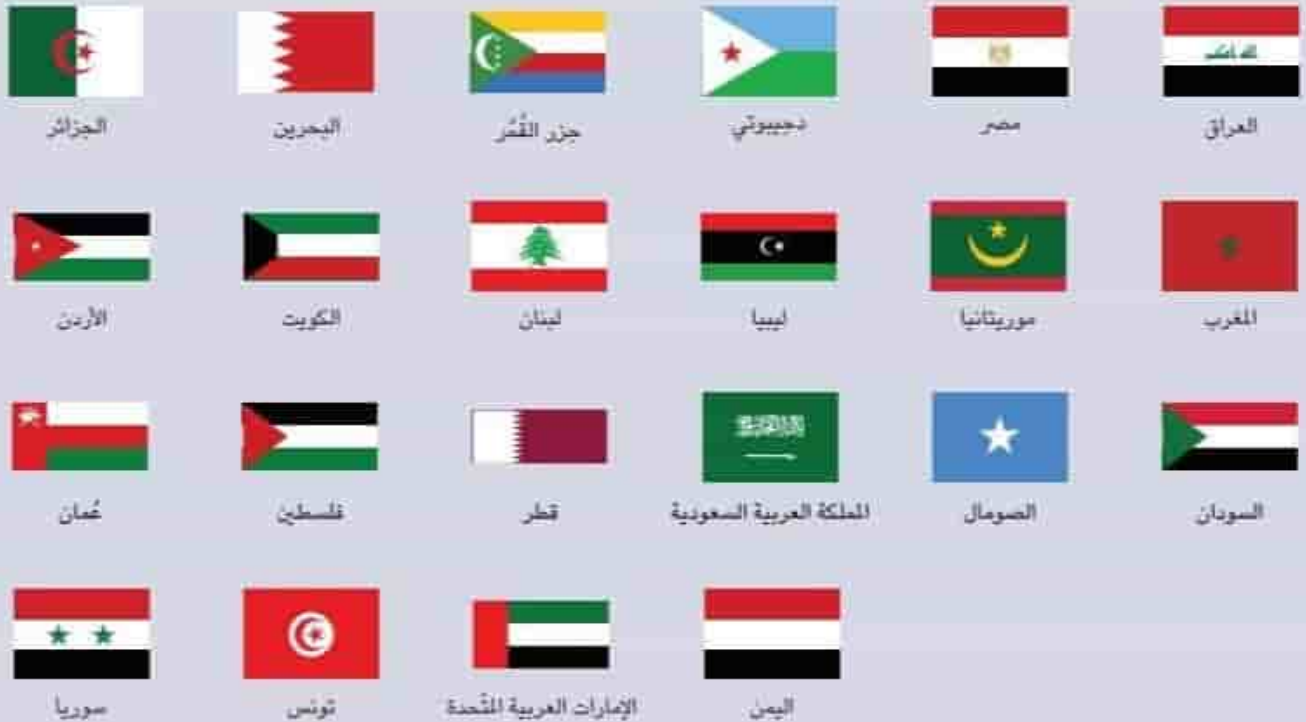 الجزائر
البحرين
جزر القُمُر
دجيبوتي
مصر
العراق
الأردن
الكويت
لبنان
ليبيا
موريتانيا
المغرب
عُمان
فلسطين
قطر
المملكة العربية السعودية
الصومال
السودان
سوريا
تونس
الإمارات العربية المتّحدة
اليمن